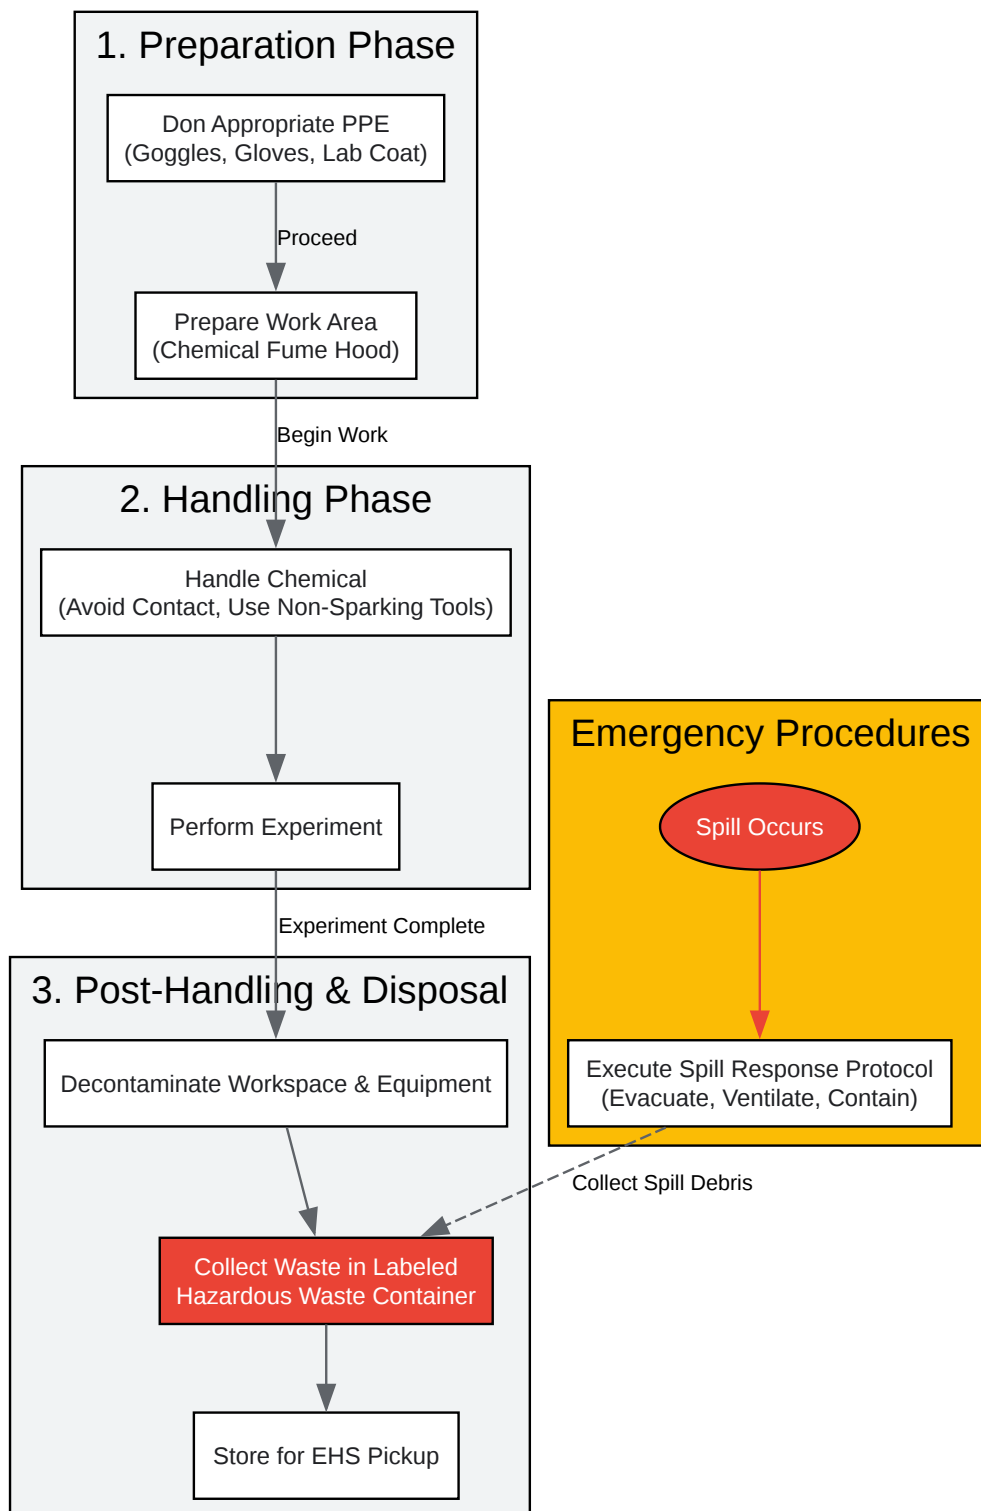 1. Preparation Phase
Don Appropriate PPE
(Goggles, Gloves, Lab Coat)
Proceed
Prepare Work Area
(Chemical Fume Hood)
Begin Work
2. Handling Phase
Handle Chemical
(Avoid Contact, Use Non-Sparking Tools)
Perform Experiment
Experiment Complete
Emergency Procedures
Spill Occurs
Execute Spill Response Protocol
(Evacuate, Ventilate, Contain)
Collect Spill Debris
3. Post-Handling & Disposal
Decontaminate Workspace & Equipment
Collect Waste in Labeled
Hazardous Waste Container
Store for EHS Pickup